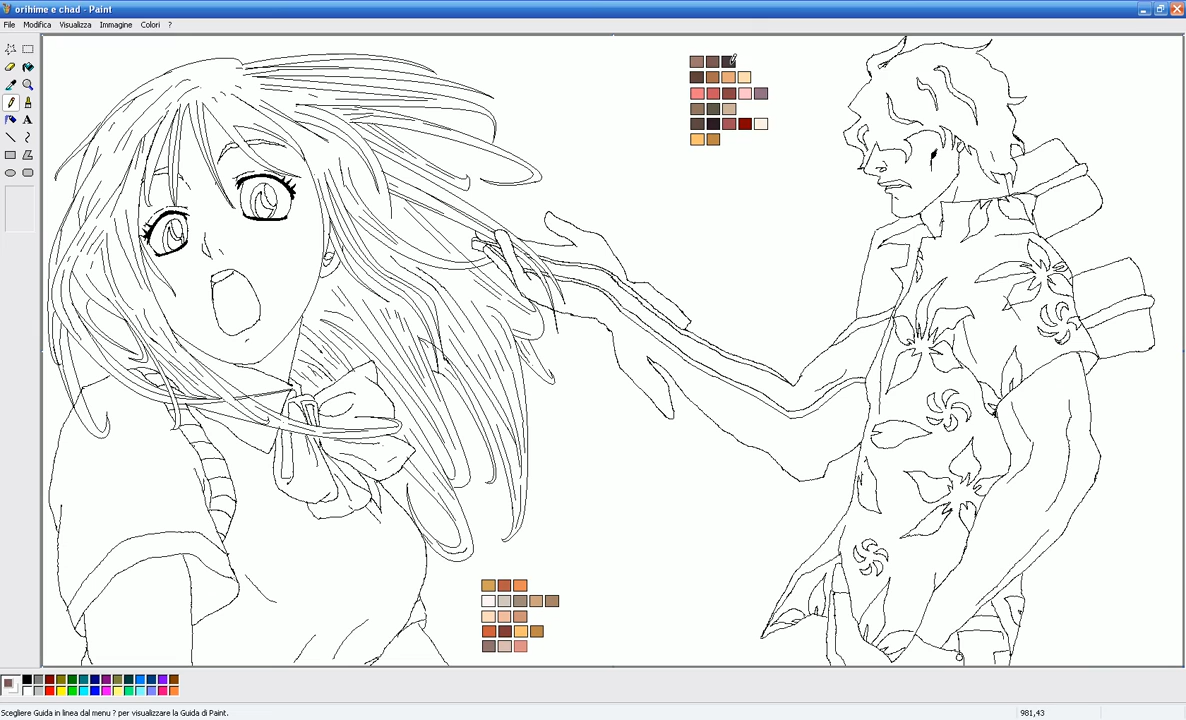 orihime e chad - Paint
File Modifica Visualizza Immagine Colori ?
A
Scegliere Guida in linea dal menu ? per visualizzare la Guida di Paint.
981,43